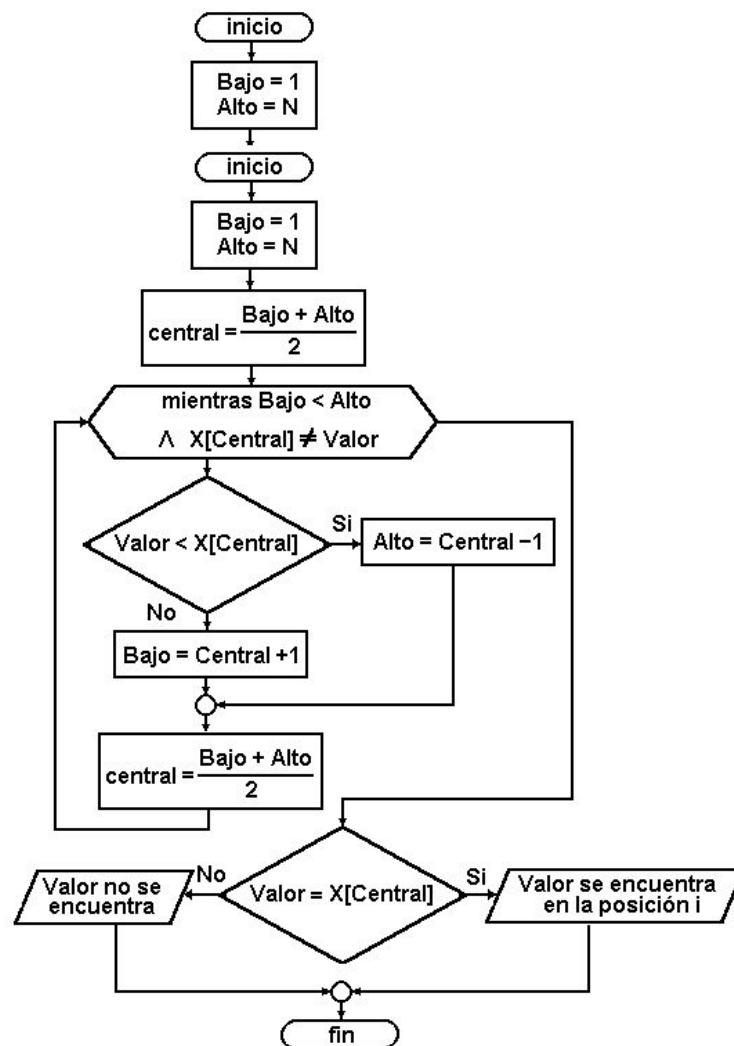 inicio
Bajo = 1
Alto = N
inicio
Bajo = 1
Alto = N
central = Bajo + Alto
2
mientras Bajo < Alto
∧ X[Central] ≠ Valor
Valor < X[Central]
Si
Alto = Central −1
No
Bajo = Central +1
central = Bajo + Alto
2
Valor = X[Central]
No
Valor no se
encuentra
Si
Valor se encuentra
en la posición i
fin